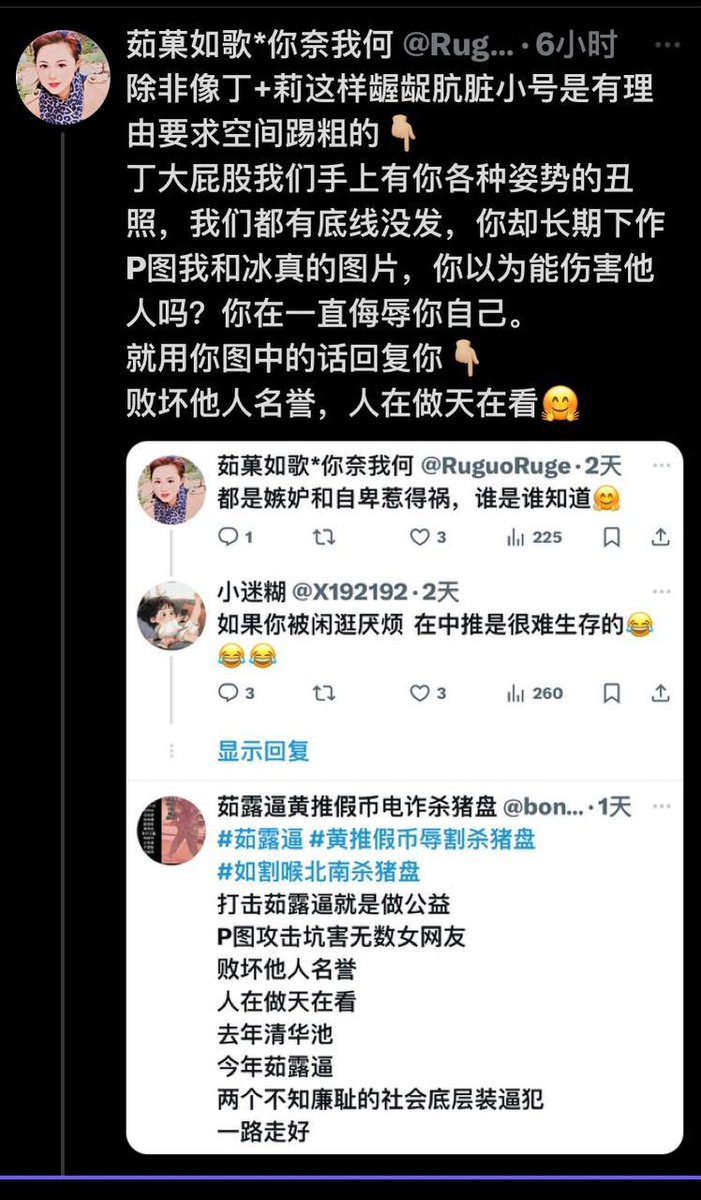 茹菓如歌*你奈我何 @Rug... · 6小时
除非像丁+莉这样龌龊肮脏小号是有理
由要求空间踢粗的👇🏼
丁大屁股我们手上有你各种姿势的丑
照，我们都有底线没发，你却长期下作
P图我和冰真的图片，你以为能伤害他
人吗？你在一直侮辱你自己。
就用你图中的话回复你👇🏼
败坏他人名誉，人在做天在看🤗
茹菓如歌*你奈我何 @RuguoRuge · 2天
都是嫉妒和自卑惹得祸，谁是谁知道🤗
1 3 225
小迷糊 @X192192 · 2天
如果你被闲逛厌烦 在中推是很难生存的😂
😂😂
3 3 260
显示回复
茹露逼黄推假币电诈杀猪盘 @bon... · 1天
#茹露逼 #黄推假币辱割杀猪盘
#如割喉北南杀猪盘
打击茹露逼就是做公益
P图攻击坑害无数女网友
败坏他人名誉
人在做天在看
去年清华池
今年茹露逼
两个不知廉耻的社会底层装逼犯
一路走好